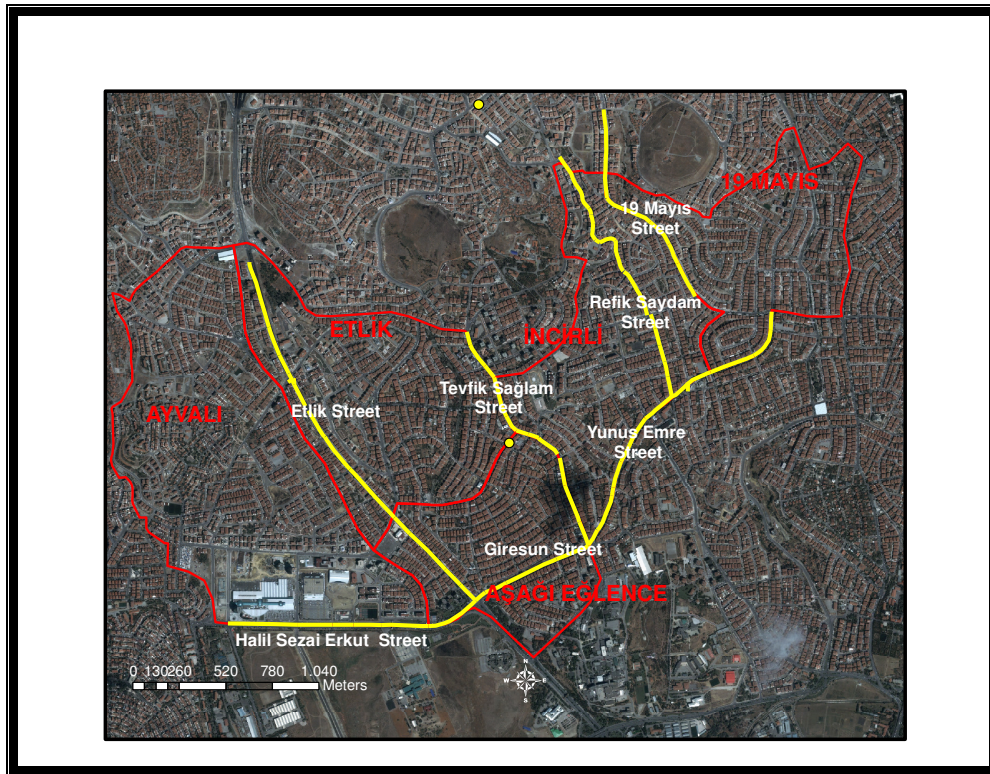 19 MAYIS
19 Mayıs
Street
Refik Saydam
Street
ETLİK
İNCİRLİ
Tevfik Sağlam
Street
AYVALI
Etlik Street
Yunus Emre
Street
Giresun Street
AŞAĞI EĞLENCE
Halil Sezai Erkut  Street
0 130260 520 780 1.040
Meters
N
W E
S